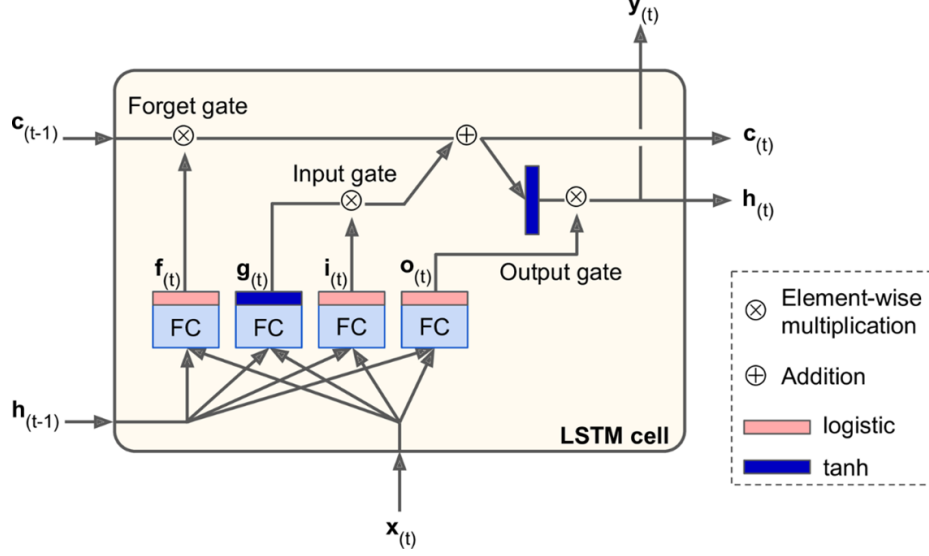 y(t)
Forget gate
c(t-1)
c(t)
Input gate
h(t)
f(t)
g(t)
i(t)
o(t)
Output gate
FC
FC
FC
FC
h(t-1)
LSTM cell
x(t)
Element-wise
multiplication
Addition
logistic
tanh